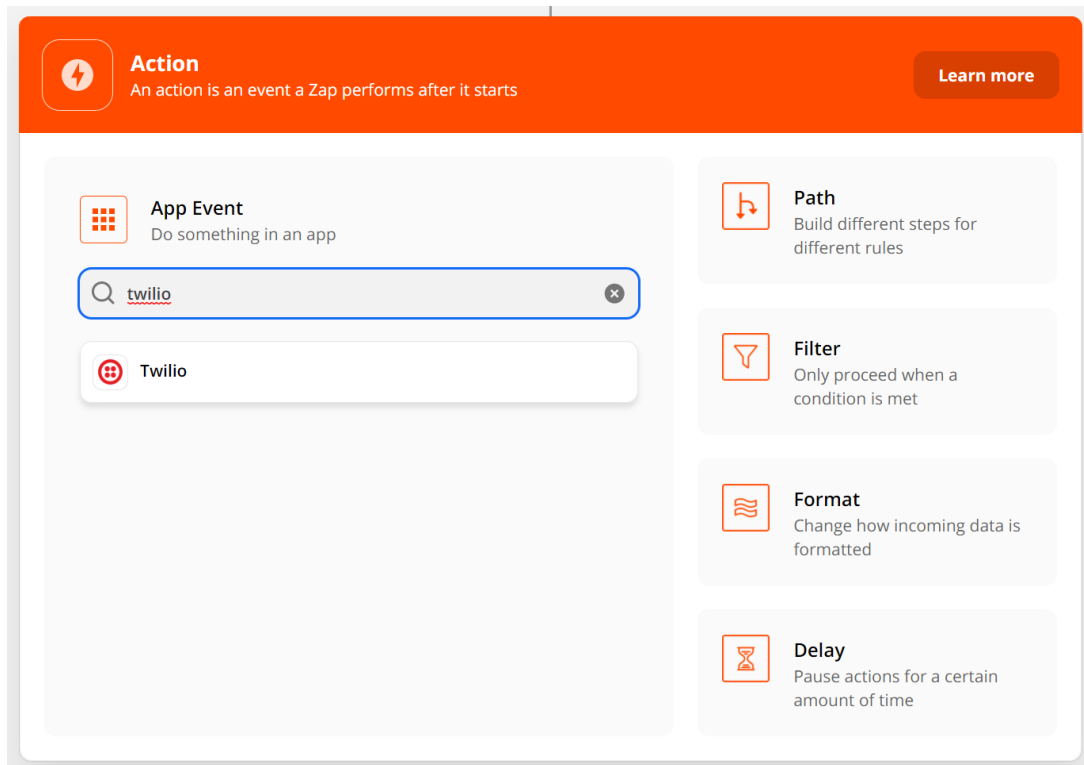 Action
An action is an event a Zap performs after it starts
Learn more
App Event
Do something in an app
twilio
Twilio
Path
Build different steps for
different rules
Filter
Only proceed when a
condition is met
Format
Change how incoming data is
formatted
Delay
Pause actions for a certain
amount of time